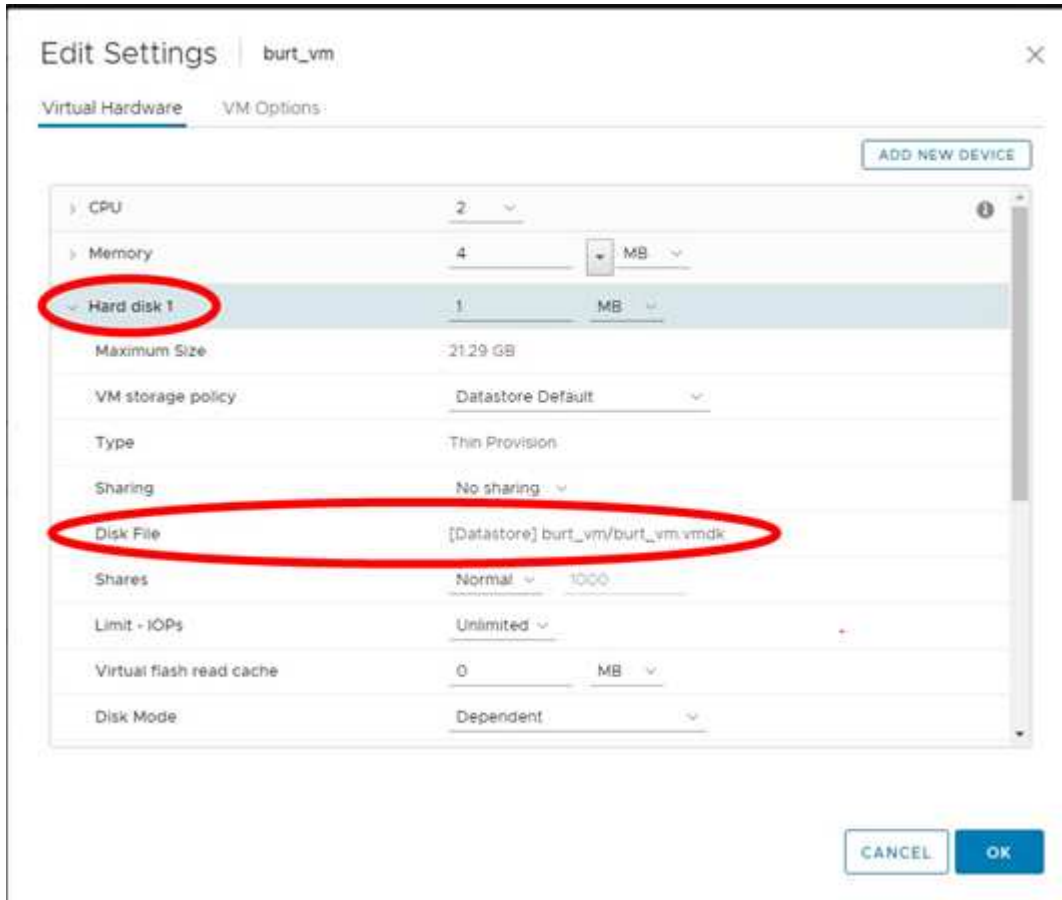 Edit Settings burt_vm
Virtual Hardware VM Options
ADD NEW DEVICE
CPU 2
Memory 4 MB
Hard disk 1 1 MB
Maximum Size 21.29 GB
VM storage policy Datastore Default
Type Thin Provision
Sharing No sharing
Disk File [Datastore] burt_vm/burt_vm.vmdk
Shares Normal 1000
Limit - IOPs Unlimited
Virtual flash read cache 0 MB
Disk Mode Dependent
CANCEL OK